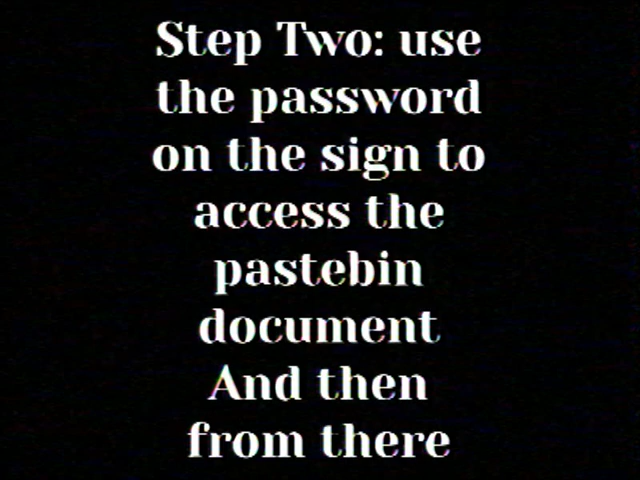 Step Two: use
the password
on the sign to
access the
pastebin
document
And then
from there